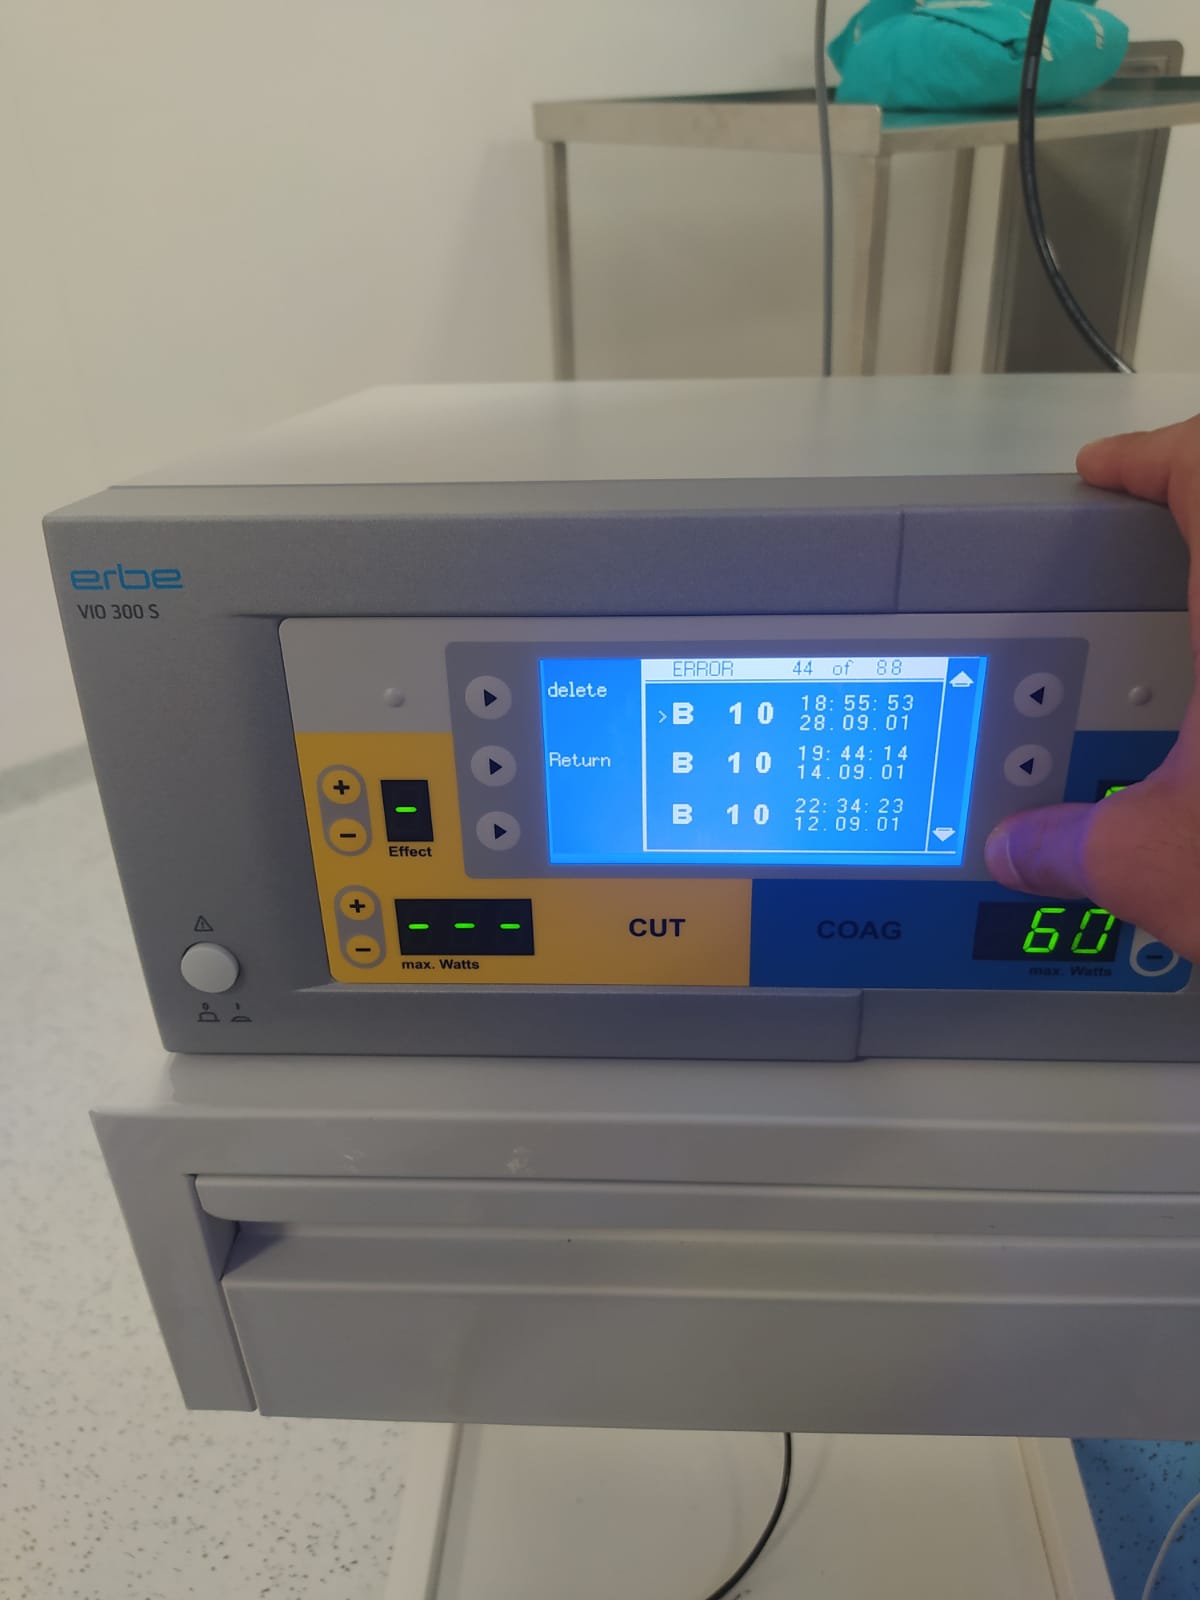 erbe
VIO 300 S
ERROR 44 of 88
delete
>B 10 18:55:53
28.09.01
Return
B 10 19:44:14
14.09.01
B 10 22:34:23
12.09.01
+
-
-
Effect
+
-
- - -
max. Watts
CUT
COAG
60
max. Watts
-